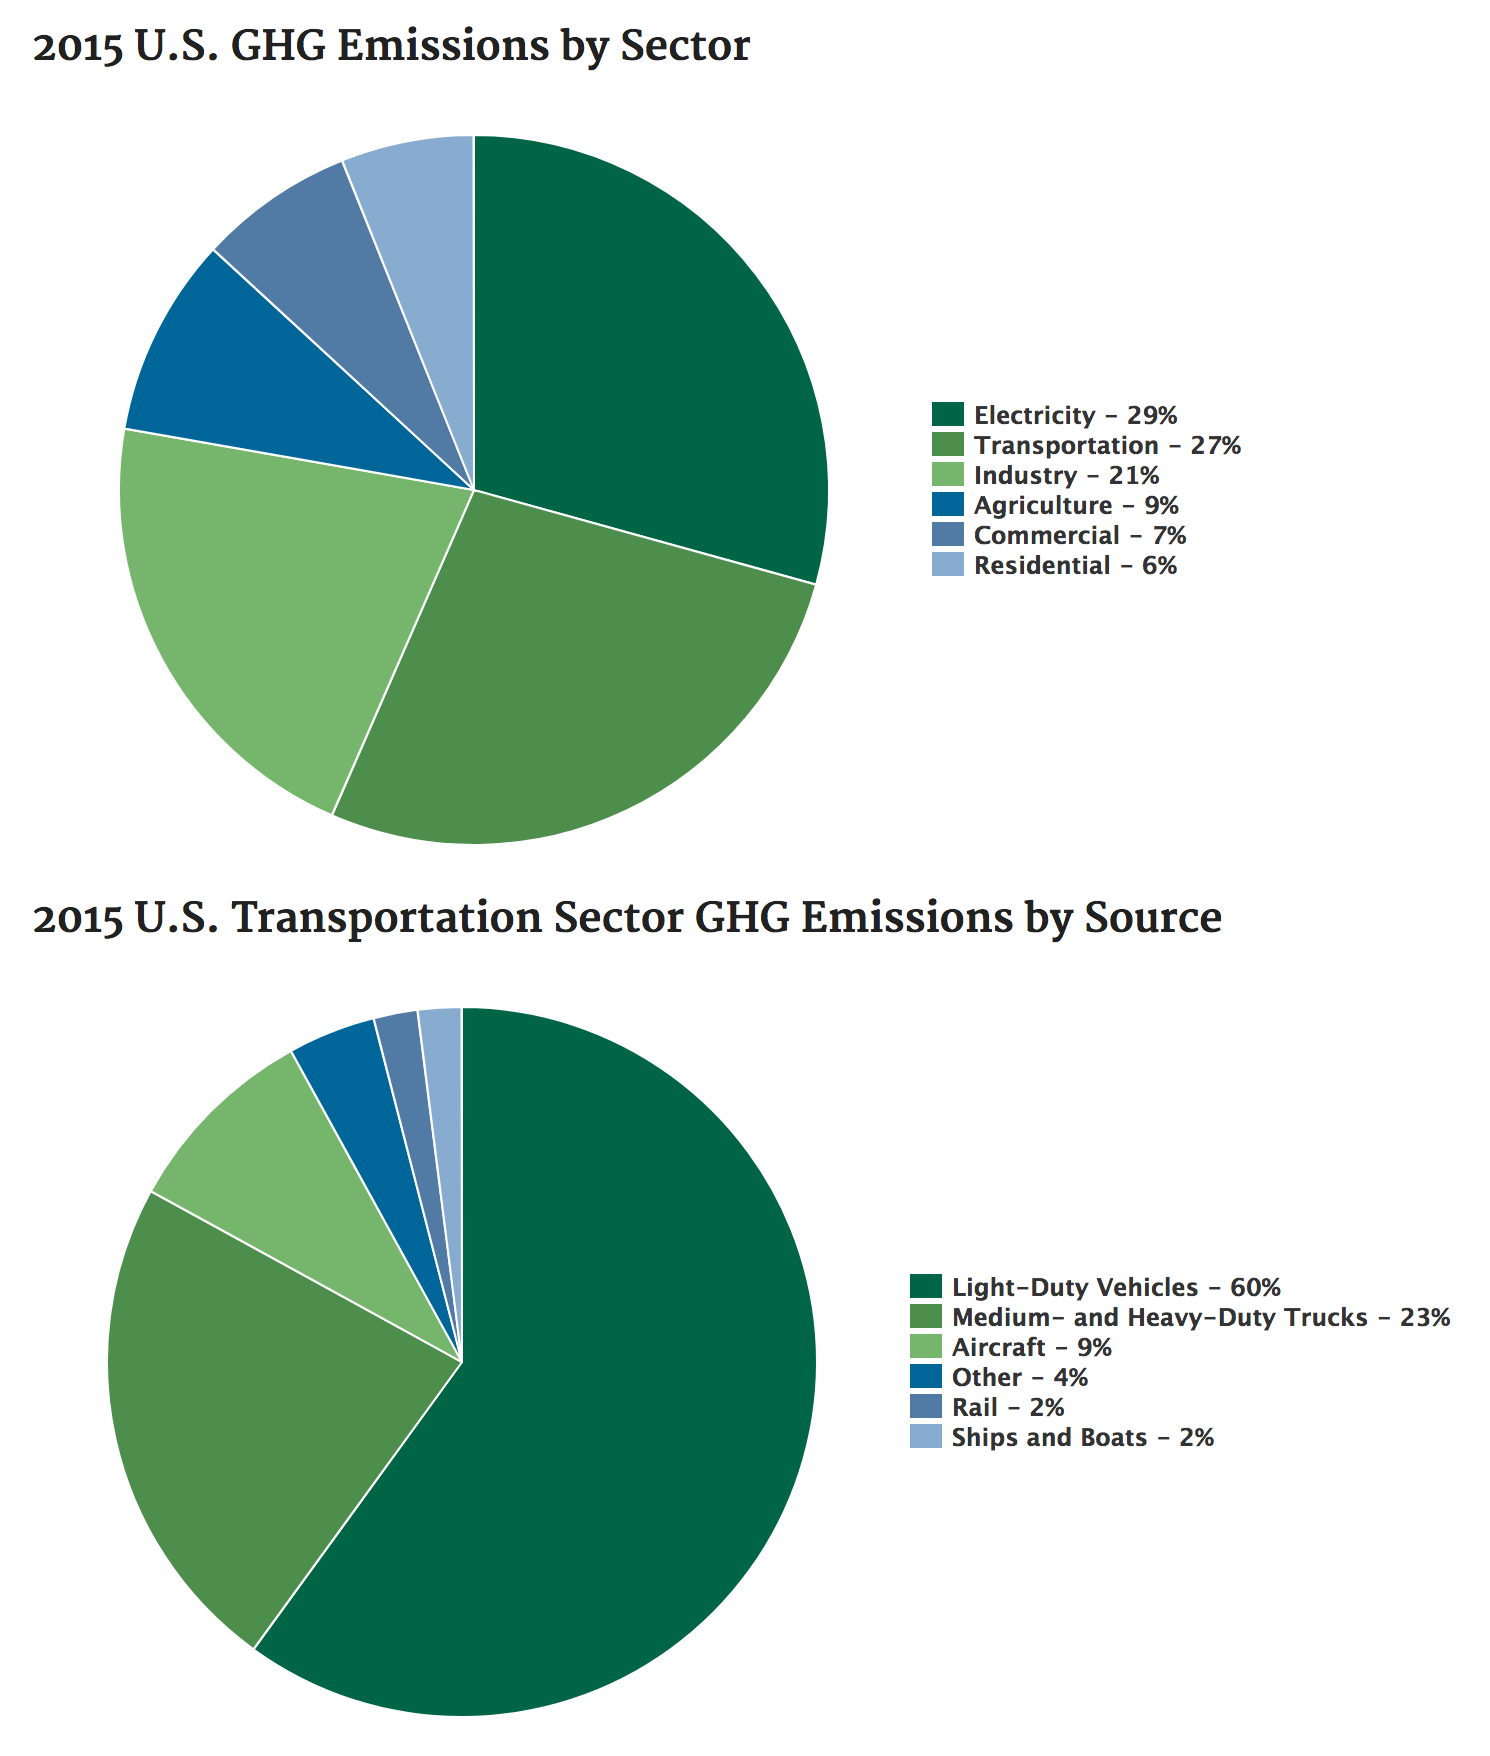 2015 U.S. GHG Emissions by Sector
Electricity – 29%
Transportation – 27%
Industry – 21%
Agriculture – 9%
Commercial – 7%
Residential – 6%
2015 U.S. Transportation Sector GHG Emissions by Source
Light-Duty Vehicles – 60%
Medium- and Heavy-Duty Trucks – 23%
Aircraft – 9%
Other – 4%
Rail – 2%
Ships and Boats – 2%